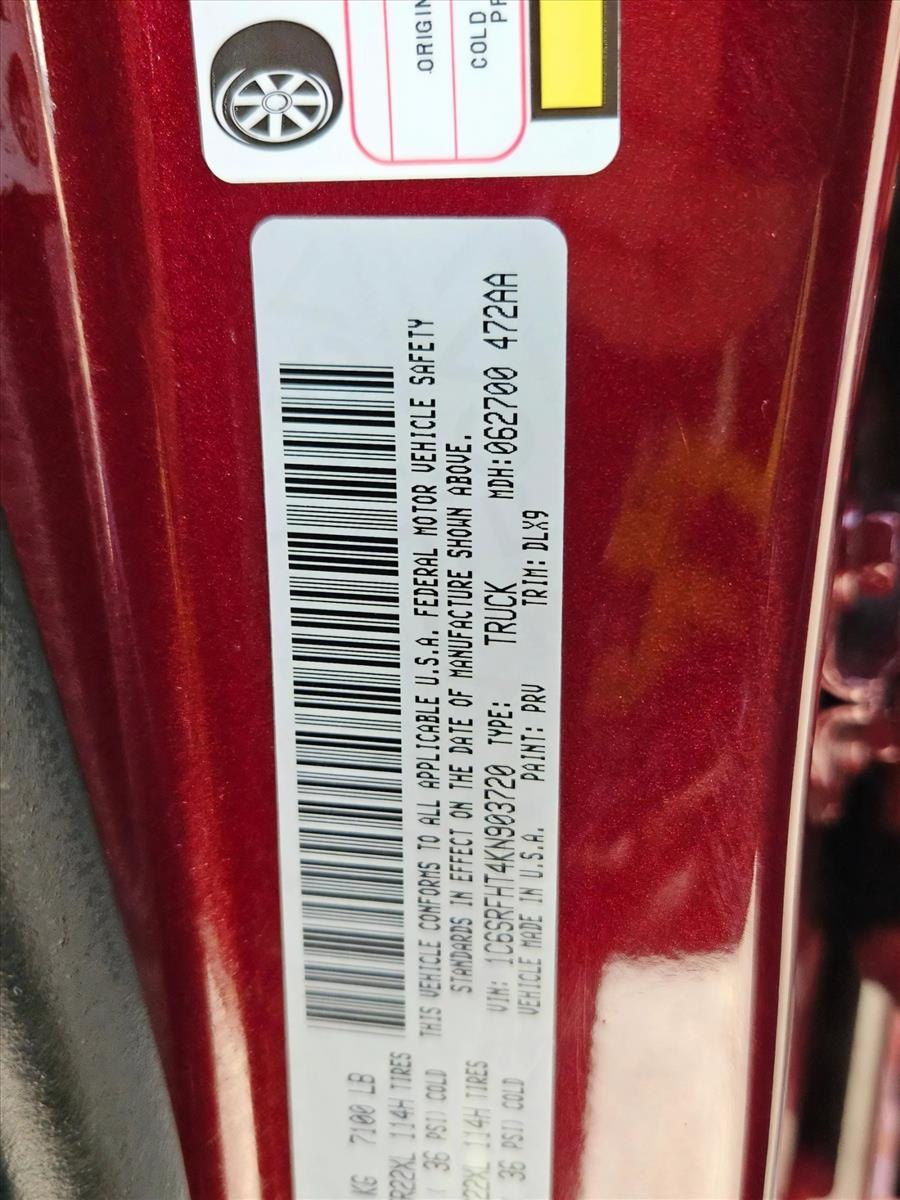 ORIGIN
COLD
KG 7100 LB
R22XL 114H TIRES
/ 36 PSI) COLD
22XL 114H TIRES
/ 36 PSI) COLD
THIS VEHICLE CONFORMS TO ALL APPLICABLE U.S.A. FEDERAL MOTOR VEHICLE SAFETY
STANDARDS IN EFFECT ON THE DATE OF MANUFACTURE SHOWN ABOVE.
VIN: 1C6SRFHT4KN903720 TYPE: TRUCK MDH:062700 472AA
VEHICLE MADE IN U.S.A. PAINT: PRV TRIM: DLX9